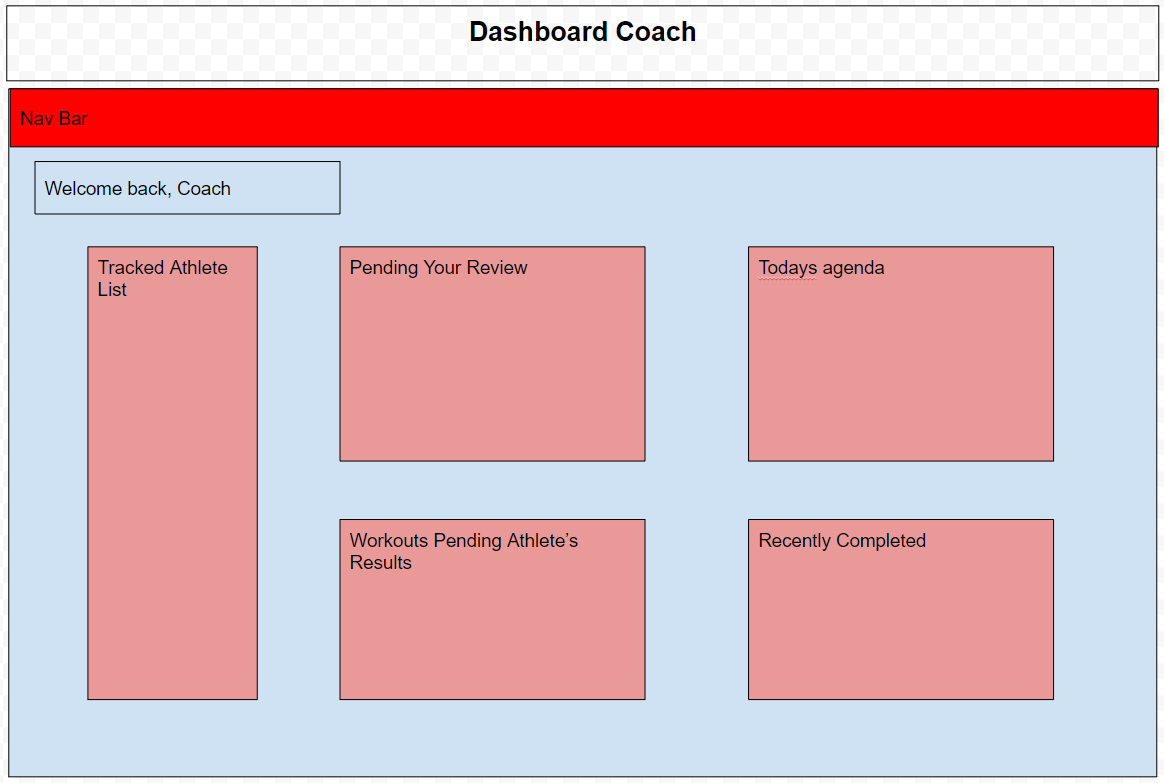 Dashboard Coach
Nav Bar
Welcome back, Coach
Tracked Athlete
List
Pending Your Review
Todays agenda
Workouts Pending Athlete’s
Results
Recently Completed